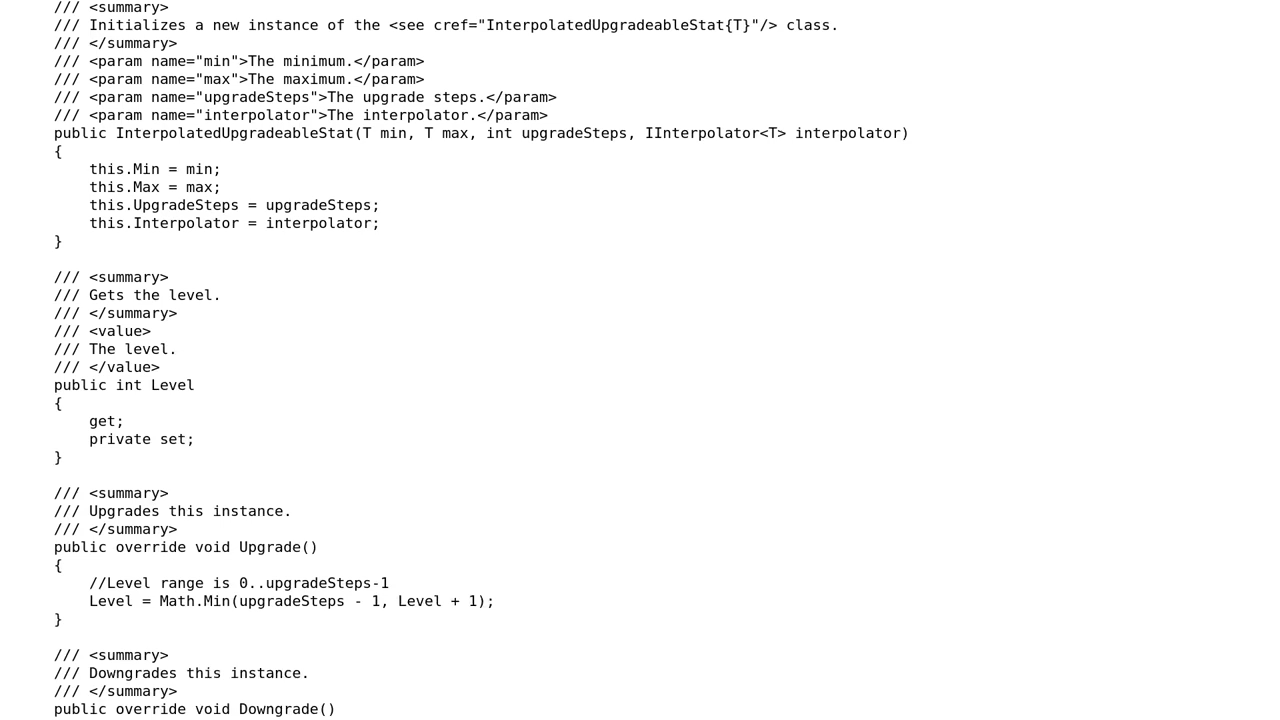 /// <summary>
/// Initializes a new instance of the <see cref="InterpolatedUpgradeableStat{T}"/> class.
/// </summary>
/// <param name="min">The minimum.</param>
/// <param name="max">The maximum.</param>
/// <param name="upgradeSteps">The upgrade steps.</param>
/// <param name="interpolator">The interpolator.</param>
public InterpolatedUpgradeableStat(T min, T max, int upgradeSteps, IInterpolator<T> interpolator)
{
    this.Min = min;
    this.Max = max;
    this.UpgradeSteps = upgradeSteps;
    this.Interpolator = interpolator;
}

/// <summary>
/// Gets the level.
/// </summary>
/// <value>
/// The level.
/// </value>
public int Level
{
    get;
    private set;
}

/// <summary>
/// Upgrades this instance.
/// </summary>
public override void Upgrade()
{
    //Level range is 0..upgradeSteps-1
    Level = Math.Min(upgradeSteps - 1, Level + 1);
}

/// <summary>
/// Downgrades this instance.
/// </summary>
public override void Downgrade()